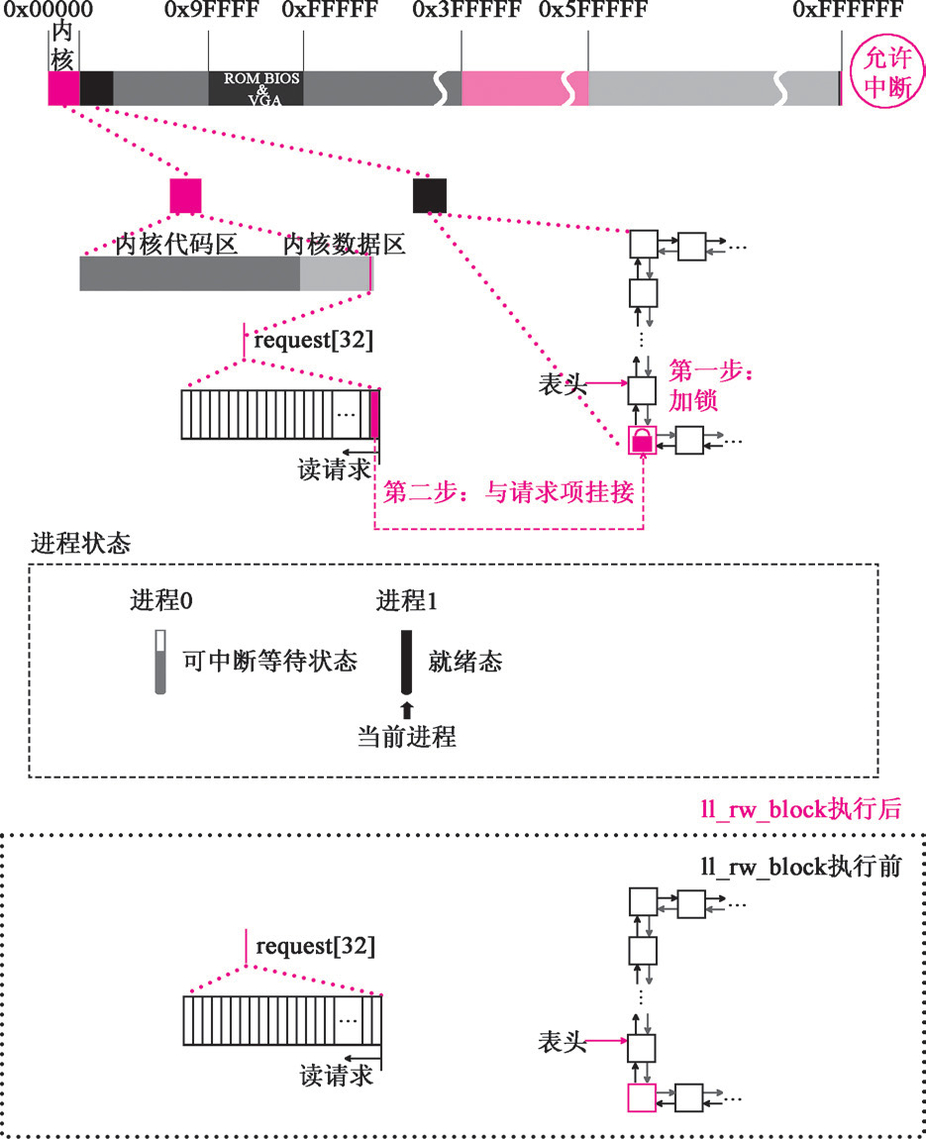 0x00000 0x9FFFF 0xFFFFF 0x3FFFFF 0x5FFFFF 0xFFFFFF
内
核
ROM BIOS
&
VGA
允许
中断
内核代码区 内核数据区
request[32]
...
表头
第一步：
加锁
...
读请求
第二步：与请求项挂接
进程状态
进程0 进程1
可中断等待状态 就绪态
当前进程
ll_rw_block执行后
ll_rw_block执行前
...
request[32]
...
...
表头
读请求
...